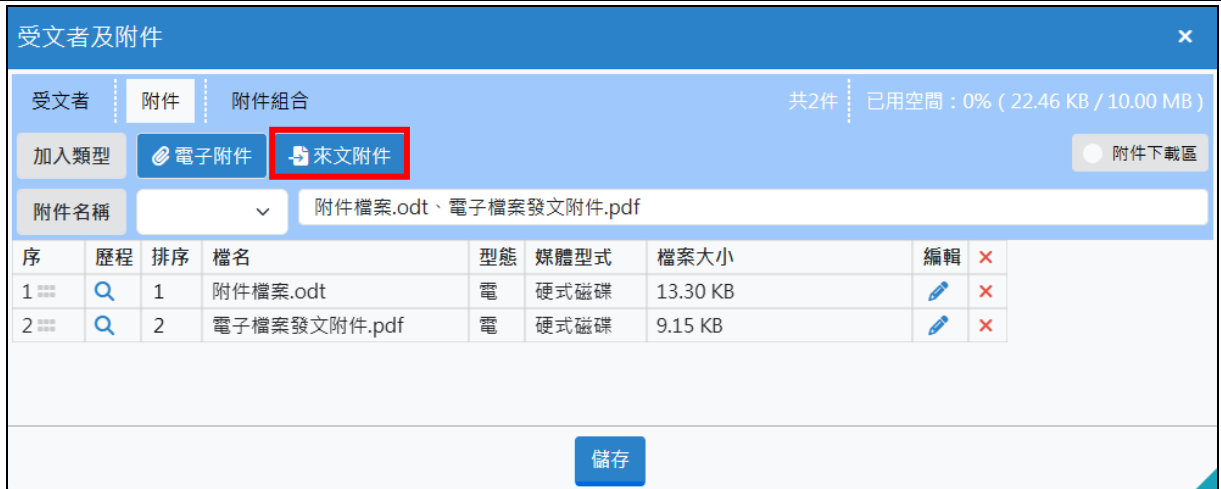 受文者及附件 ×
受文者 附件 附件組合 共2件 已用空間：0% ( 22.46 KB / 10.00 MB )
加入類型 電子附件 來文附件 附件下載區
附件名稱 附件檔案.odt、電子檔案發文附件.pdf
序 歷程 排序 檔名 型態 媒體型式 檔案大小 編輯 ×
1 1 附件檔案.odt 電 硬式磁碟 13.30 KB ×
2 2 電子檔案發文附件.pdf 電 硬式磁碟 9.15 KB ×
儲存